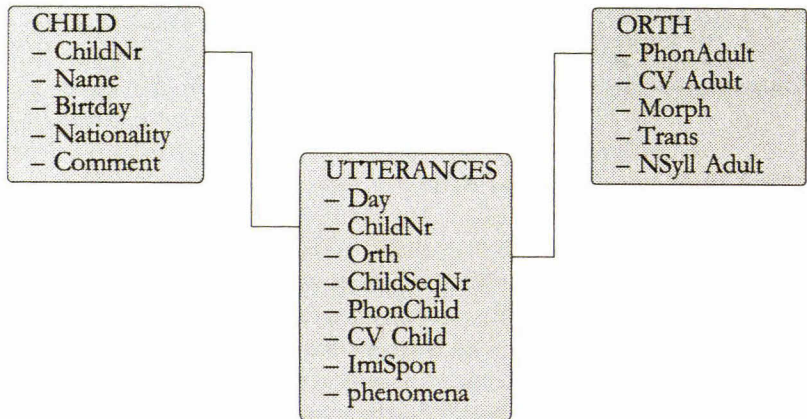 CHILD
– ChildNr
– Name
– Birtday
– Nationality
– Comment
ORTH
– PhonAdult
– CV Adult
– Morph
– Trans
– NSyll Adult
UTTERANCES
– Day
– ChildNr
– Orth
– ChildSeqNr
– PhonChild
– CV Child
– ImiSpon
– phenomena